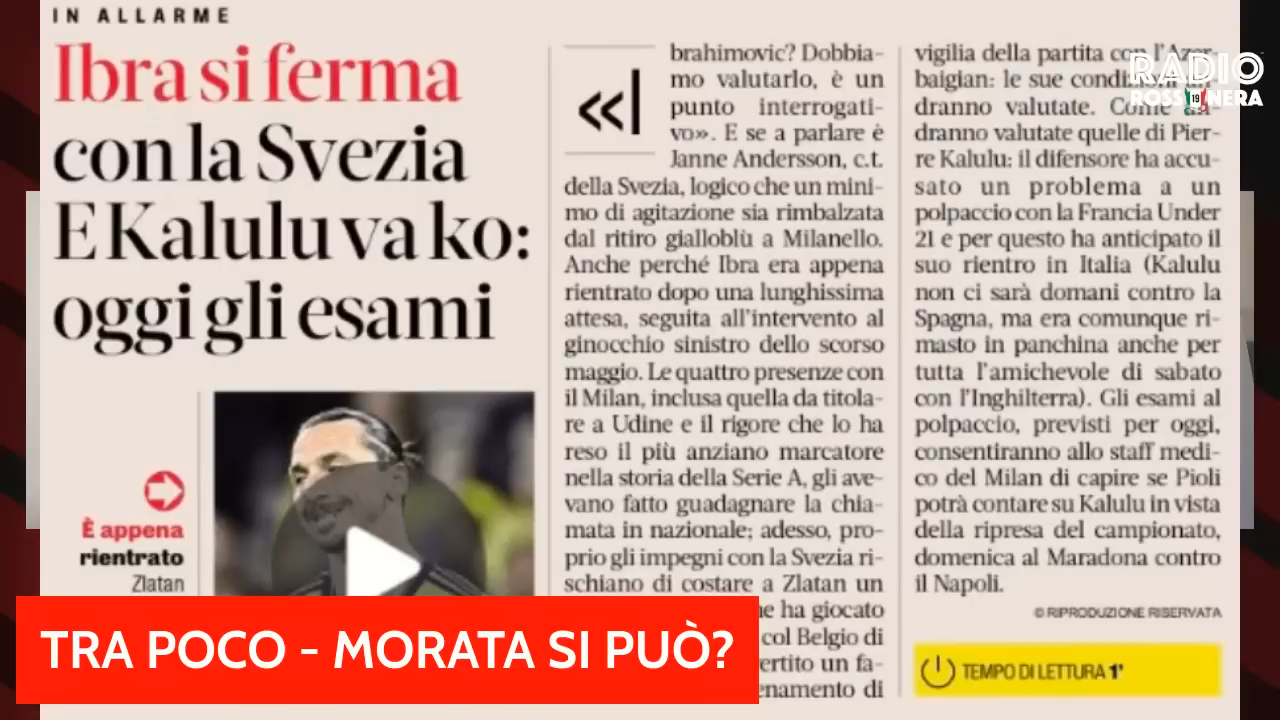 IN ALLARME
Ibra si ferma
con la Svezia
E Kalulu va ko:
oggi gli esami
È appena
rientrato
Zlatan
«I
brahimovic? Dobbia-
mo valutarlo, è un
punto interrogati-
vo». E se a parlare è
Janne Andersson, c.t.
della Svezia, logico che un mini-
mo di agitazione sia rimbalzata
dal ritiro gialloblù a Milanello.
Anche perché Ibra era appena
rientrato dopo una lunghissima
attesa, seguita all'intervento al
ginocchio sinistro dello scorso
maggio. Le quattro presenze con
il Milan, inclusa quella da titola-
re a Udine e il rigore che lo ha
reso il più anziano marcatore
nella storia della Serie A, gli ave-
vano fatto guadagnare la chia-
mata in nazionale; adesso, pro-
prio gli impegni con la Svezia ri-
schiano di costare a Zlatan un
ha giocato
col Belgio di
un fa-
di
vigilia della partita con l'Azer-
baigian: le sue condizioni an-
dranno valutate. Come an-
dranno valutate quelle di Pier-
re Kalulu: il difensore ha accu-
sato un problema a un
polpaccio con la Francia Under
21 e per questo ha anticipato il
suo rientro in Italia (Kalulu
non ci sarà domani contro la
Spagna, ma era comunque ri-
masto in panchina anche per
tutta l'amichevole di sabato
con l'Inghilterra). Gli esami al
polpaccio, previsti per oggi,
consentiranno allo staff medi-
co del Milan di capire se Pioli
potrà contare su Kalulu in vista
della ripresa del campionato,
domenica al Maradona contro
il Napoli.
© RIPRODUZIONE RISERVATA
TEMPO DI LETTURA 1'
RADIO
ROSSONERA
19
TRA POCO - MORATA SI PUÒ?